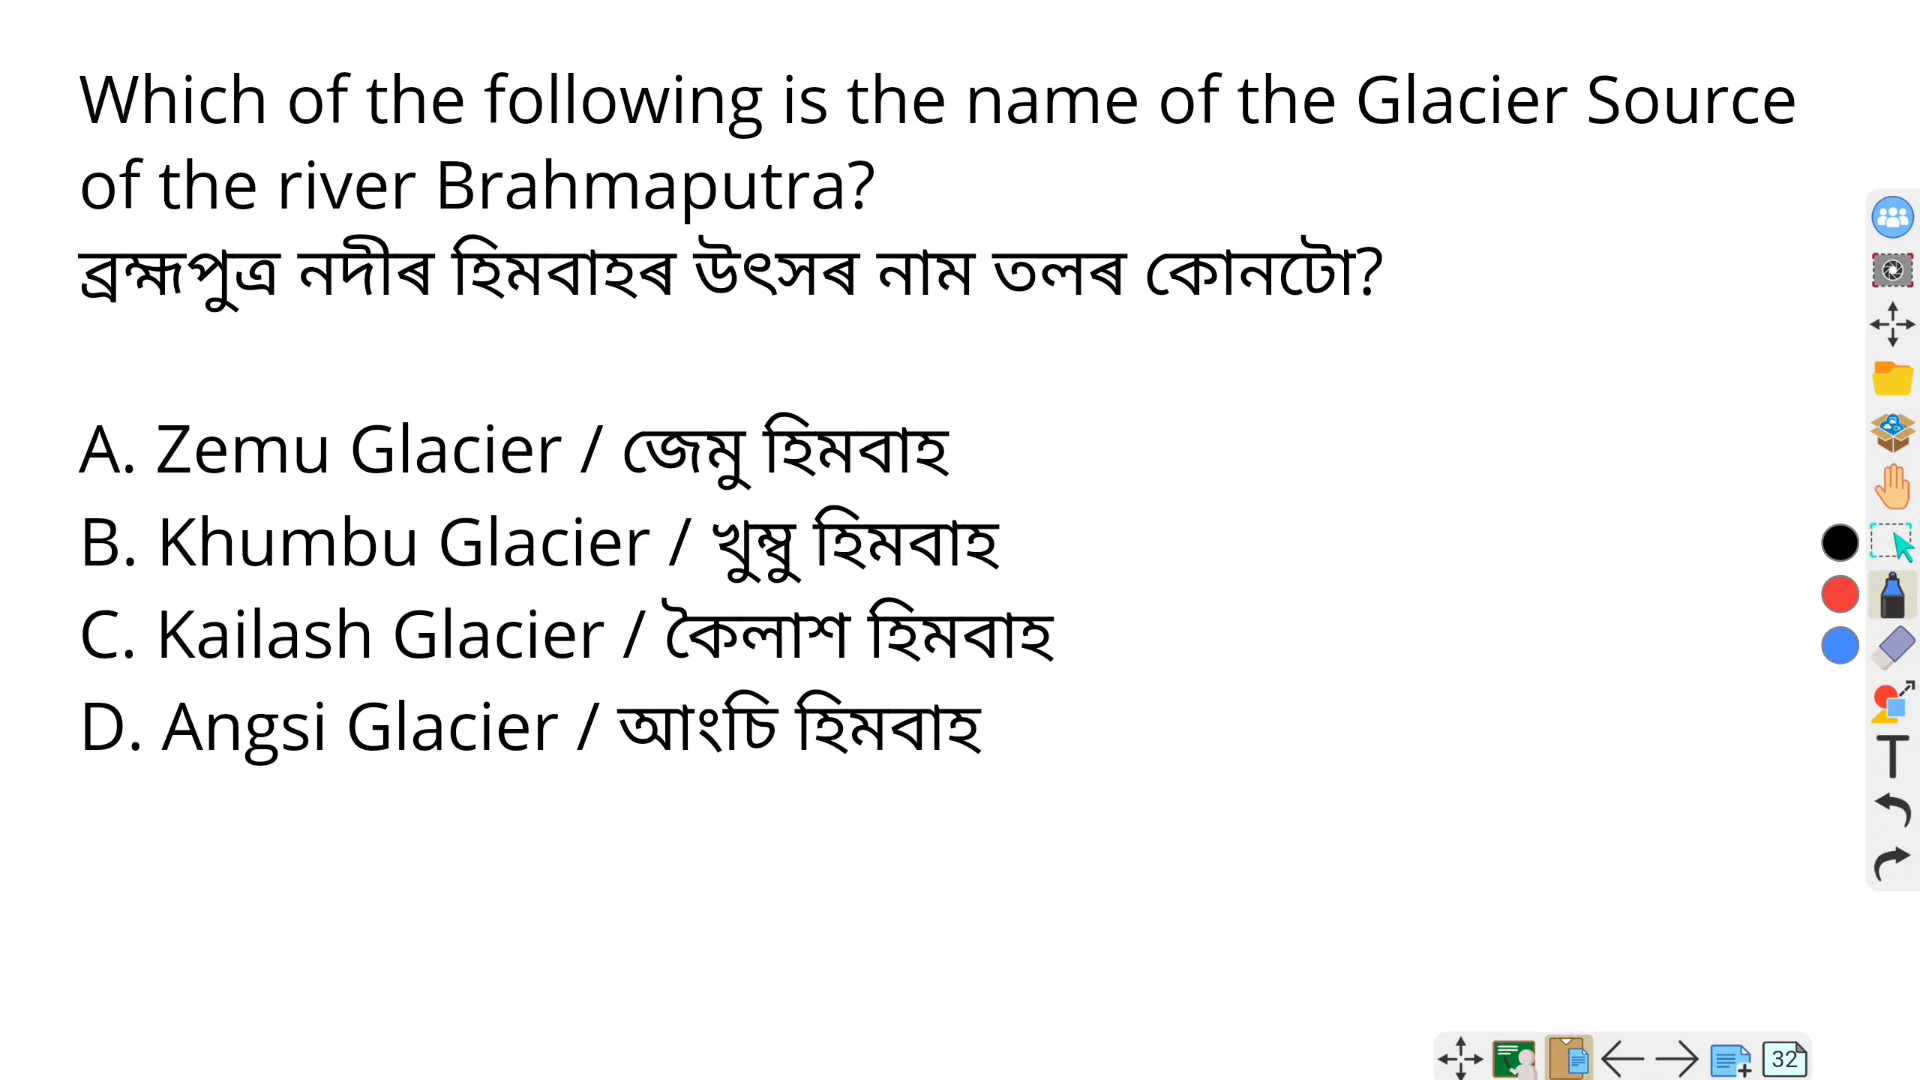 Which of the following is the name of the Glacier Source
of the river Brahmaputra?
ব্ৰহ্মপুত্ৰ নদীৰ হিমবাহৰ উৎসৰ নাম তলৰ কোনটো?
A. Zemu Glacier / জেমু হিমবাহ
B. Khumbu Glacier / খুম্বু হিমবাহ
C. Kailash Glacier / কৈলাশ হিমবাহ
D. Angsi Glacier / আংচি হিমবাহ
T
32